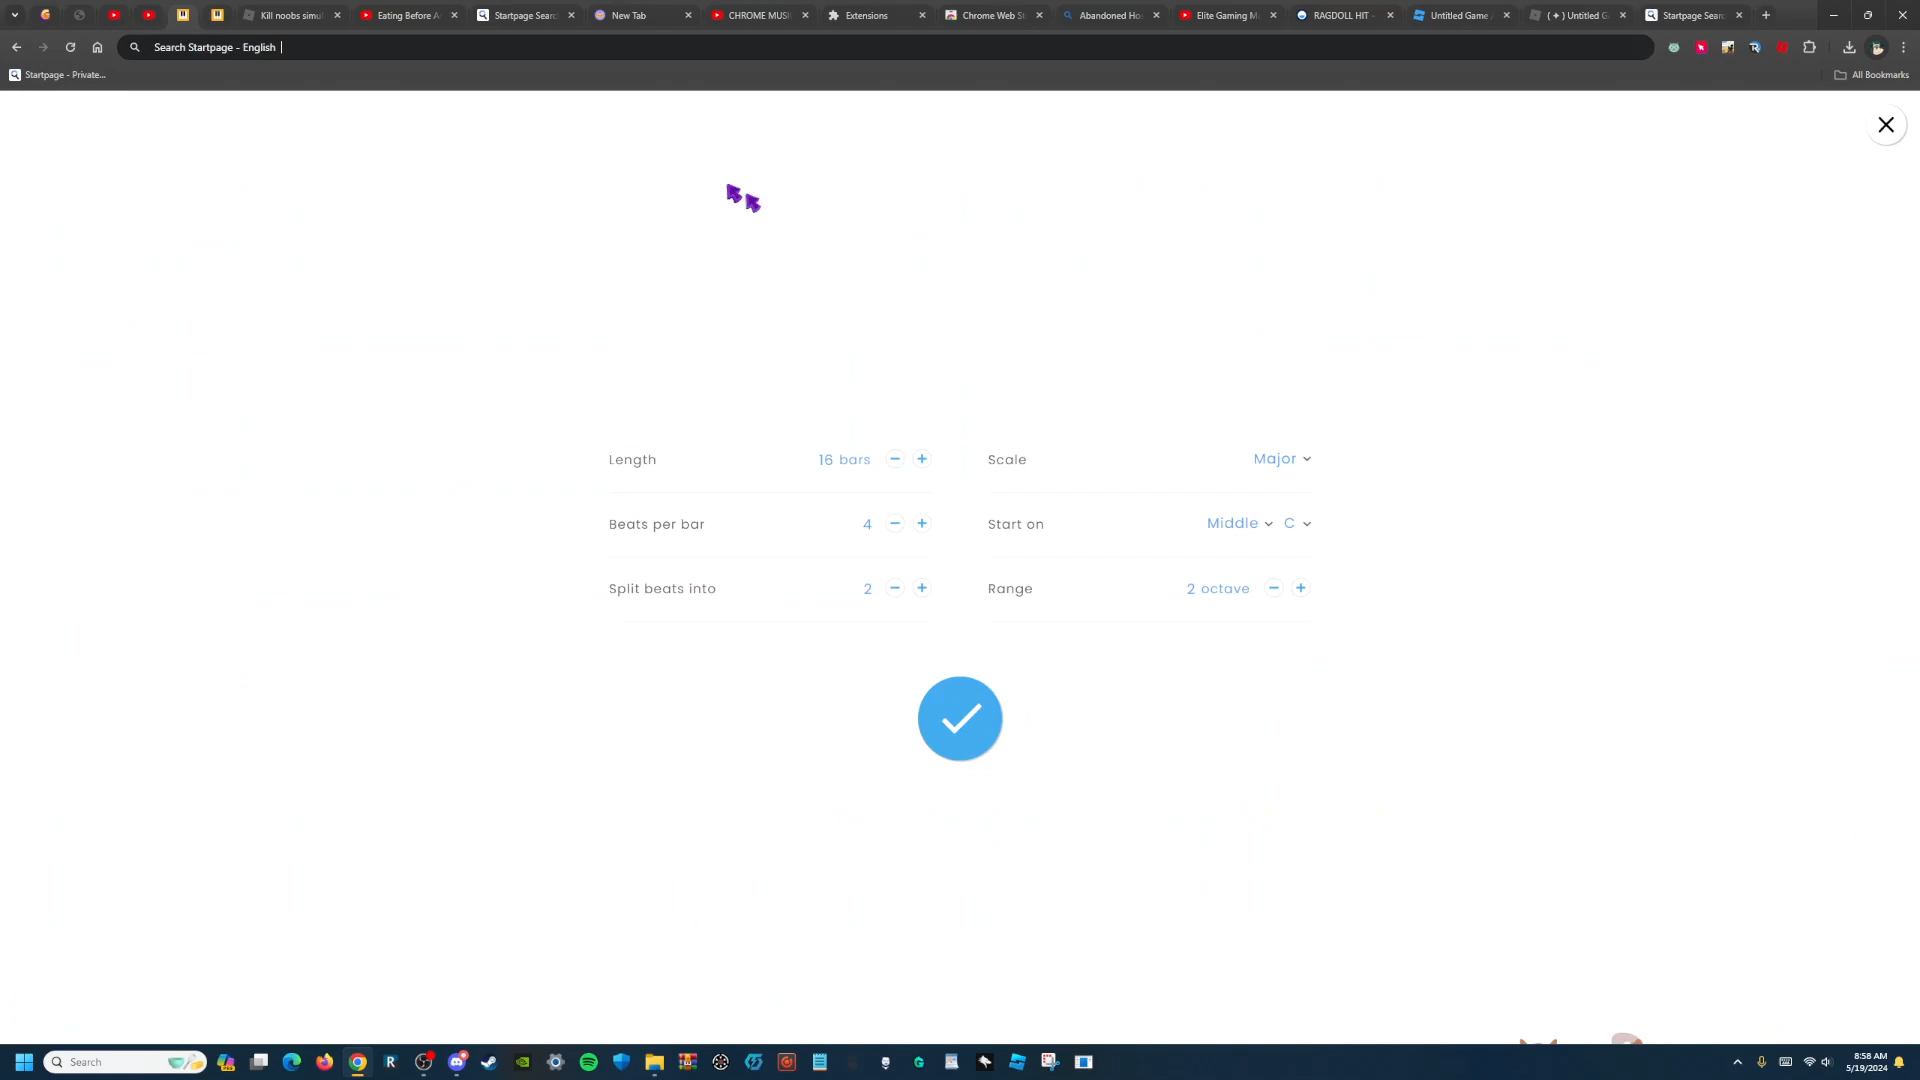 Kill noobs simu
Eating Before A
Startpage Sear
New Tab
CHROME MUSI
Extensions
Chrome Web St
Abandoned Ho
Elite Gaming M
RAGDOLL HIT -
Untitled Game
( + ) Untitled G
Startpage Sear
Search Startpage - English
Startpage - Private...
All Bookmarks
Length 16 bars − +
Scale Major
Beats per bar 4 − +
Start on Middle C
Split beats into 2 − +
Range 2 octave − +
Search
8:58 AM
5/19/2024